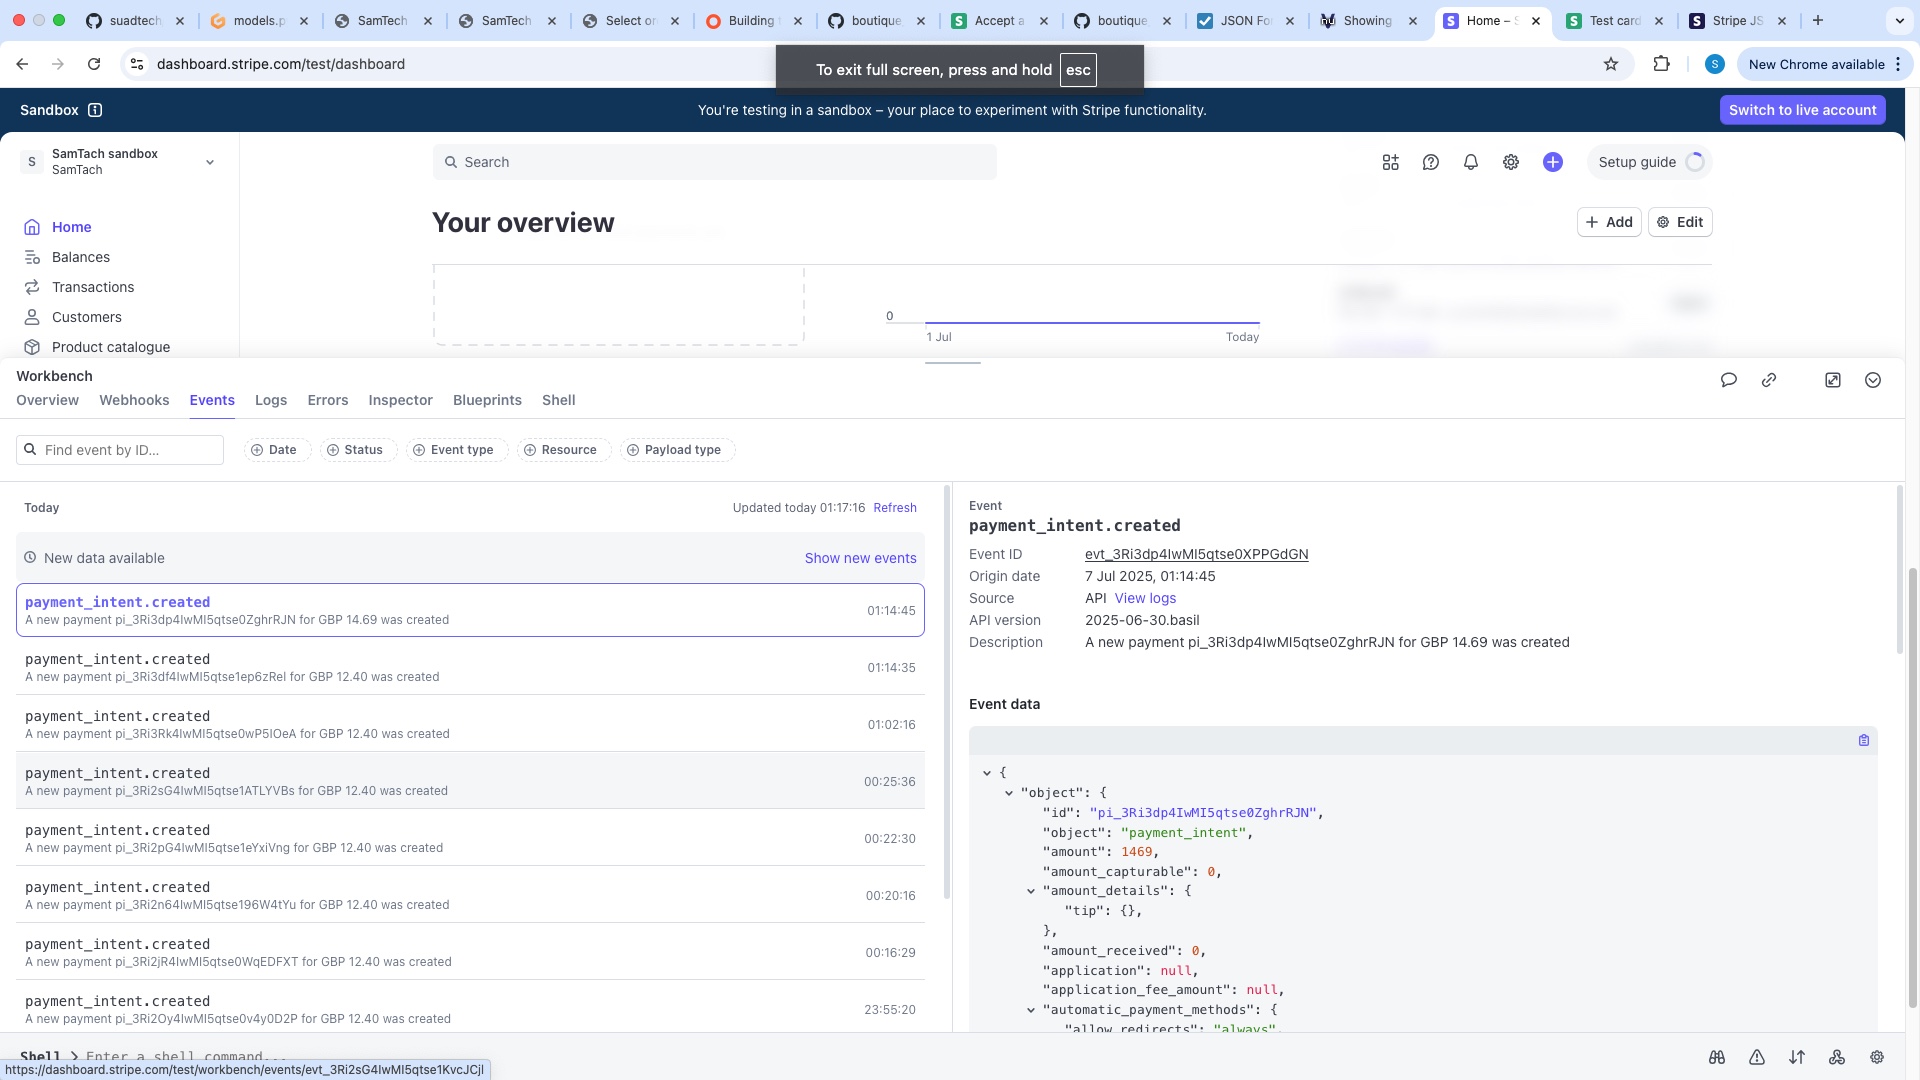 suadtech
models.p
SamTech
SamTech
Select or
Building
boutique
Accept a
boutique
JSON Fo
nu Showing
Home – S
Test card
Stripe JS
dashboard.stripe.com/test/dashboard
To exit full screen, press and hold esc
S
New Chrome available
Sandbox
You're testing in a sandbox – your place to experiment with Stripe functionality.
Switch to live account
S
SamTach sandbox
SamTach
Search
Setup guide
Home
Balances
Transactions
Customers
Product catalogue
Your overview
Add
Edit
0
1 Jul
Today
Workbench
Overview
Webhooks
Events
Logs
Errors
Inspector
Blueprints
Shell
Find event by ID...
Date
Status
Event type
Resource
Payload type
Today
Updated today 01:17:16
Refresh
New data available
Show new events
payment_intent.created
A new payment pi_3Ri3dp4IwMI5qtse0ZghrRJN for GBP 14.69 was created
01:14:45
payment_intent.created
A new payment pi_3Ri3df4IwMI5qtse1ep6zRel for GBP 12.40 was created
01:14:35
payment_intent.created
A new payment pi_3Ri3Rk4IwMI5qtse0wP5IOeA for GBP 12.40 was created
01:02:16
payment_intent.created
A new payment pi_3Ri2sG4IwMI5qtse1ATLYVBs for GBP 12.40 was created
00:25:36
payment_intent.created
A new payment pi_3Ri2pG4IwMI5qtse1eYxiVng for GBP 12.40 was created
00:22:30
payment_intent.created
A new payment pi_3Ri2n64IwMI5qtse196W4tYu for GBP 12.40 was created
00:20:16
payment_intent.created
A new payment pi_3Ri2jR4IwMI5qtse0WqEDFXT for GBP 12.40 was created
00:16:29
payment_intent.created
A new payment pi_3Ri2Oy4IwMI5qtse0v4y0D2P for GBP 12.40 was created
23:55:20
Event
payment_intent.created
Event ID evt_3Ri3dp4IwMI5qtse0XPPGdGN
Origin date 7 Jul 2025, 01:14:45
Source API View logs
API version 2025-06-30.basil
Description A new payment pi_3Ri3dp4IwMI5qtse0ZghrRJN for GBP 14.69 was created
Event data
{
"object": {
"id": "pi_3Ri3dp4IwMI5qtse0ZghrRJN",
"object": "payment_intent",
"amount": 1469,
"amount_capturable": 0,
"amount_details": {
"tip": {},
},
"amount_received": 0,
"application": null,
"application_fee_amount": null,
"automatic_payment_methods": {
"allow_redirects": "always",
Shell > Enter a shell command...
https://dashboard.stripe.com/test/workbench/events/evt_3Ri2sG4IwMI5qtse1KvcJCjl